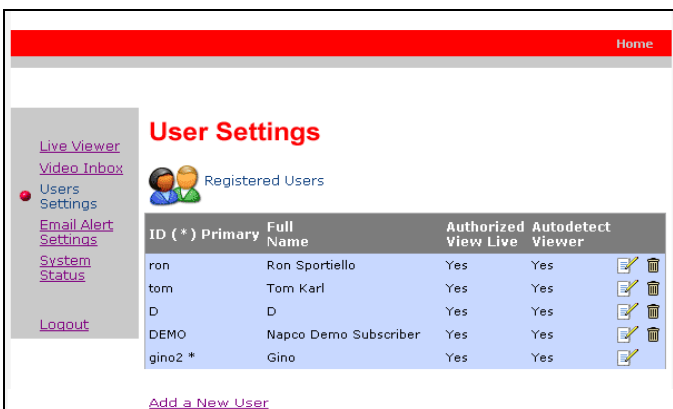 Home
User Settings
Live Viewer
Video Inbox
Users
Settings
Email Alert
Settings
System
Status
Logout
Registered Users
ID (*) Primary Full Name Authorized View Live Autodetect Viewer
ron Ron Sportiello Yes Yes
tom Tom Karl Yes Yes
D D Yes Yes
DEMO Napco Demo Subscriber Yes Yes
gino2 * Gino Yes Yes
Add a New User